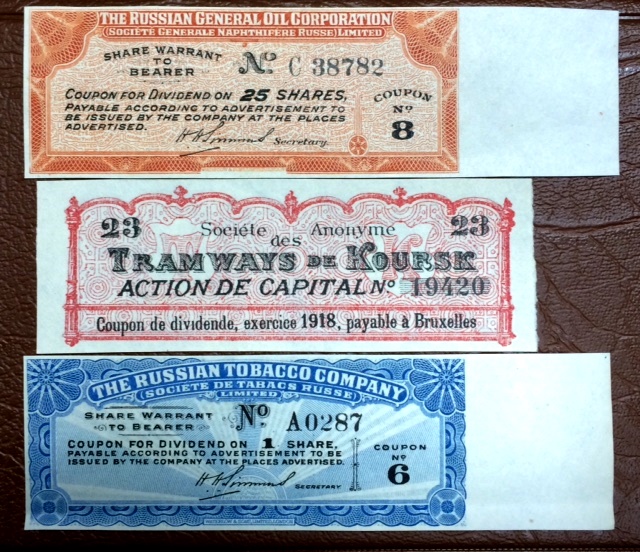 THE RUSSIAN GENERAL OIL CORPORATION
(SOCIÉTÉ GENERALE NAPHTHIFÈRE RUSSE) LIMITED
SHARE WARRANT
TO
BEARER
No C 38782
COUPON FOR DIVIDEND ON 25 SHARES,
PAYABLE ACCORDING TO ADVERTISEMENT TO
BE ISSUED BY THE COMPANY AT THE PLACES
ADVERTISED.
Secretary.
COUPON
No
8
23 Société Anonyme 23
des
TRAMWAYS DE KOURSK
ACTION DE CAPITAL No 19420
Coupon de dividende, exercice 1918, payable à Bruxelles
THE RUSSIAN TOBACCO COMPANY
(SOCIÉTÉ DE TABACS RUSSE)
LIMITED
SHARE WARRANT
TO BEARER
No A0287
COUPON FOR DIVIDEND ON 1 SHARE,
PAYABLE ACCORDING TO ADVERTISEMENT TO BE
ISSUED BY THE COMPANY AT THE PLACES ADVERTISED.
SECRETARY
COUPON
No
6